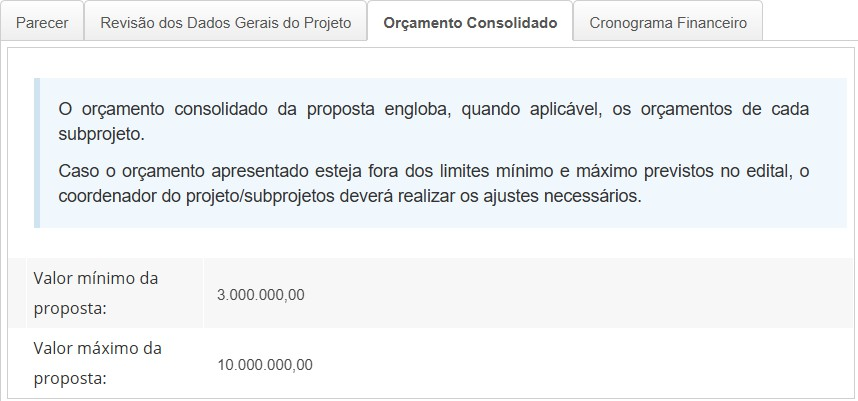 Parecer
Revisão dos Dados Gerais do Projeto
Orçamento Consolidado
Cronograma Financeiro
O orçamento consolidado da proposta engloba, quando aplicável, os orçamentos de cada
subprojeto.
Caso o orçamento apresentado esteja fora dos limites mínimo e máximo previstos no edital, o
coordenador do projeto/subprojetos deverá realizar os ajustes necessários.
Valor mínimo da
proposta:
3.000.000,00
Valor máximo da
proposta:
10.000.000,00